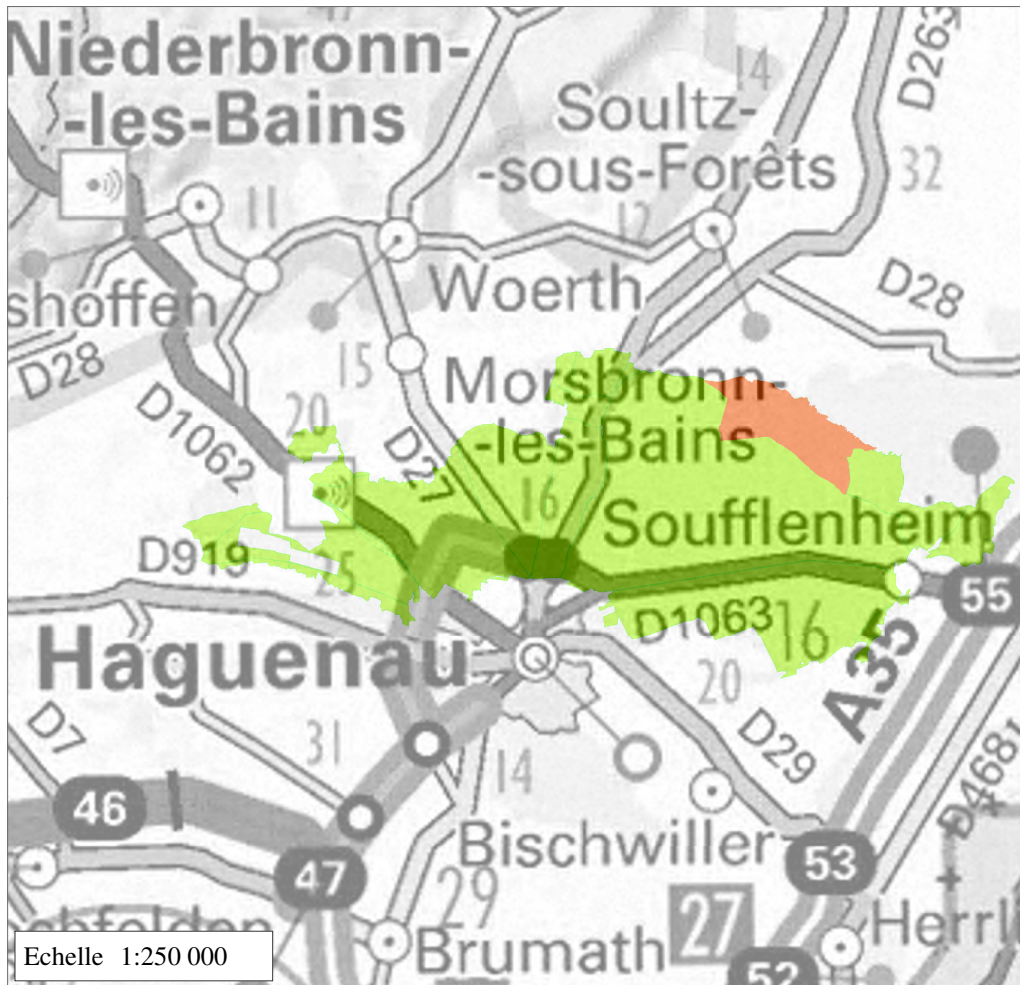 Niederbronn-
-les-Bains
14
D263
Soultz-
-sous-Forêts
32
11
12
shoffen
Woerth
D28
D28
15
Morsbronn-
-les-Bains
D1062
20
D27
16
Soufflenheim
D919
25
D1063
16
55
Haguenau
20
A35
D7
31
14
D29
D468
46
Bischwiller
53
47
29
27
Herrli
Brumath
52
Echelle 1:250 000